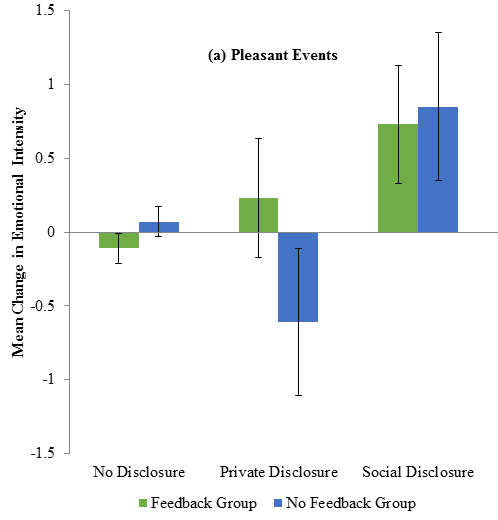 1.5
(a) Pleasant Events
1
0.5
0
-0.5
-1
-1.5
Mean Change in Emotional Intensity
No Disclosure Private Disclosure Social Disclosure
Feedback Group No Feedback Group